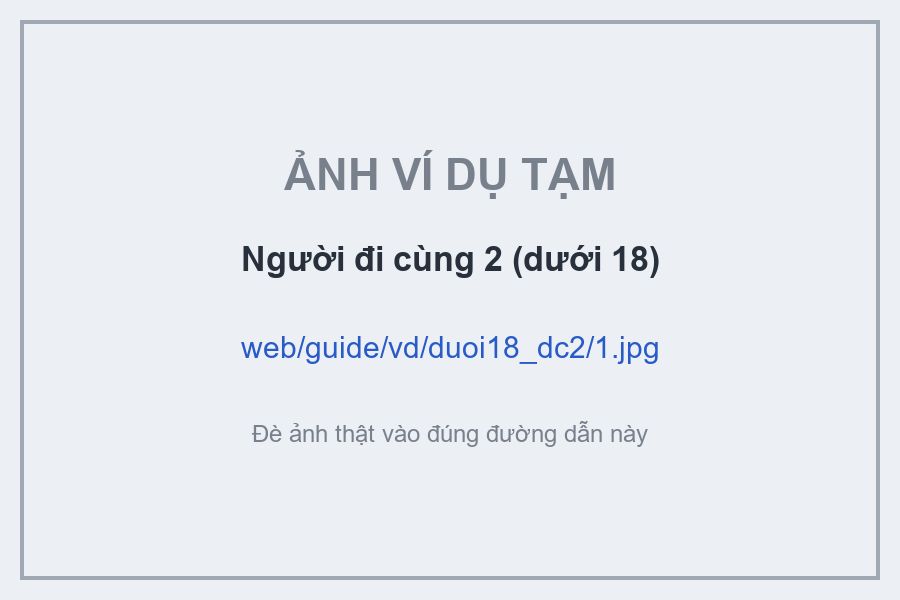 ẢNH VÍ DỤ TẠM
Người đi cùng 2 (dưới 18)
web/guide/vd/duoi18_dc2/1.jpg
Đè ảnh thật vào đúng đường dẫn này